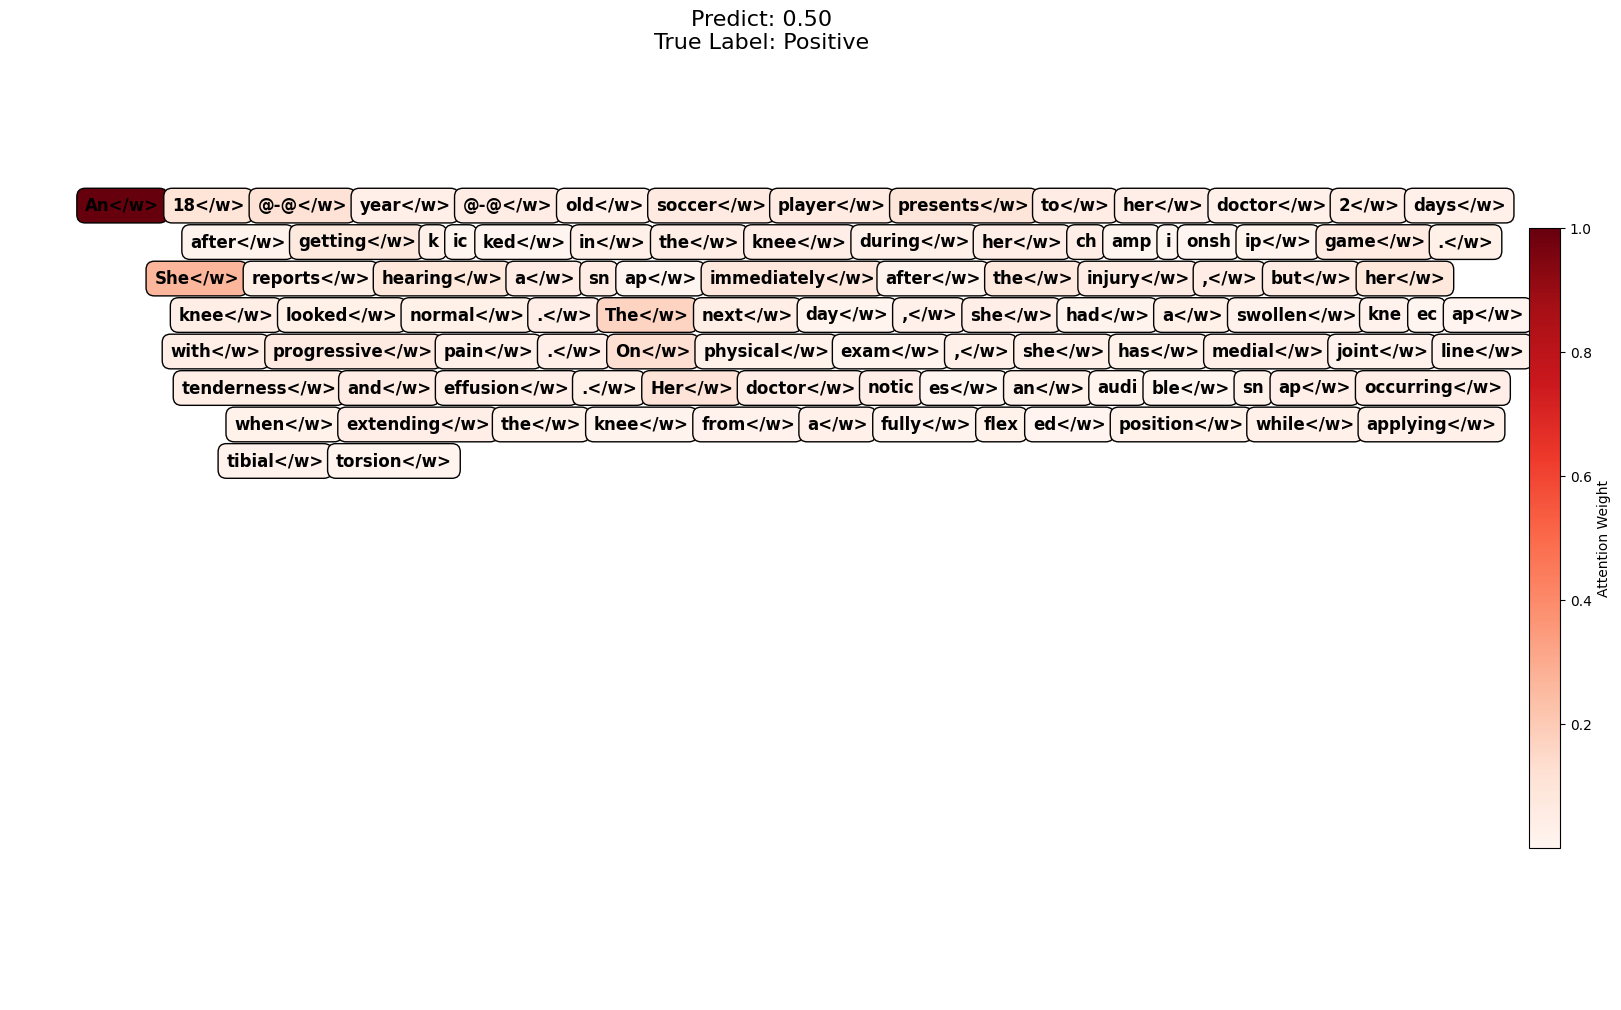 Predict: 0.50
True Label: Positive
An</w> 18</w> @-@</w> year</w> @-@</w> old</w> soccer</w> player</w> presents</w> to</w> her</w> doctor</w> 2</w> days</w>
after</w> getting</w> k ic ked</w> in</w> the</w> knee</w> during</w> her</w> ch amp i onsh ip</w> game</w> .</w>
She</w> reports</w> hearing</w> a</w> sn ap</w> immediately</w> after</w> the</w> injury</w> ,</w> but</w> her</w>
knee</w> looked</w> normal</w> .</w> The</w> next</w> day</w> ,</w> she</w> had</w> a</w> swollen</w> kne ec ap</w>
with</w> progressive</w> pain</w> .</w> On</w> physical</w> exam</w> ,</w> she</w> has</w> medial</w> joint</w> line</w>
tenderness</w> and</w> effusion</w> .</w> Her</w> doctor</w> notic es</w> an</w> audi ble</w> sn ap</w> occurring</w>
when</w> extending</w> the</w> knee</w> from</w> a</w> fully</w> flex ed</w> position</w> while</w> applying</w>
tibial</w> torsion</w>
1.0
0.8
0.6
0.4
0.2
Attention Weight